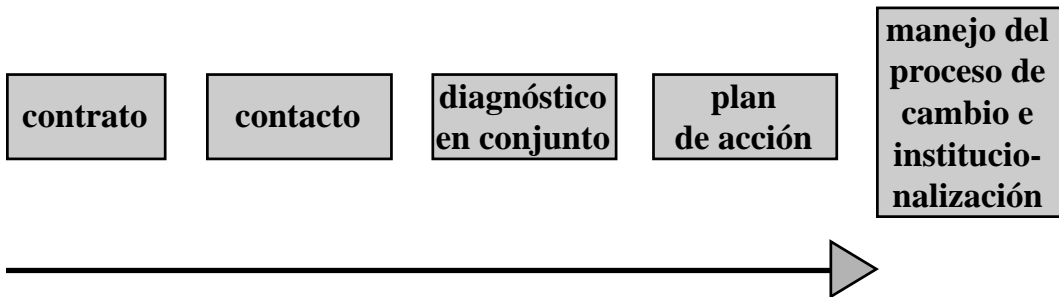 contrato
contacto
diagnóstico
en conjunto
plan
de acción
manejo del
proceso de
cambio e
institucio-
nalización